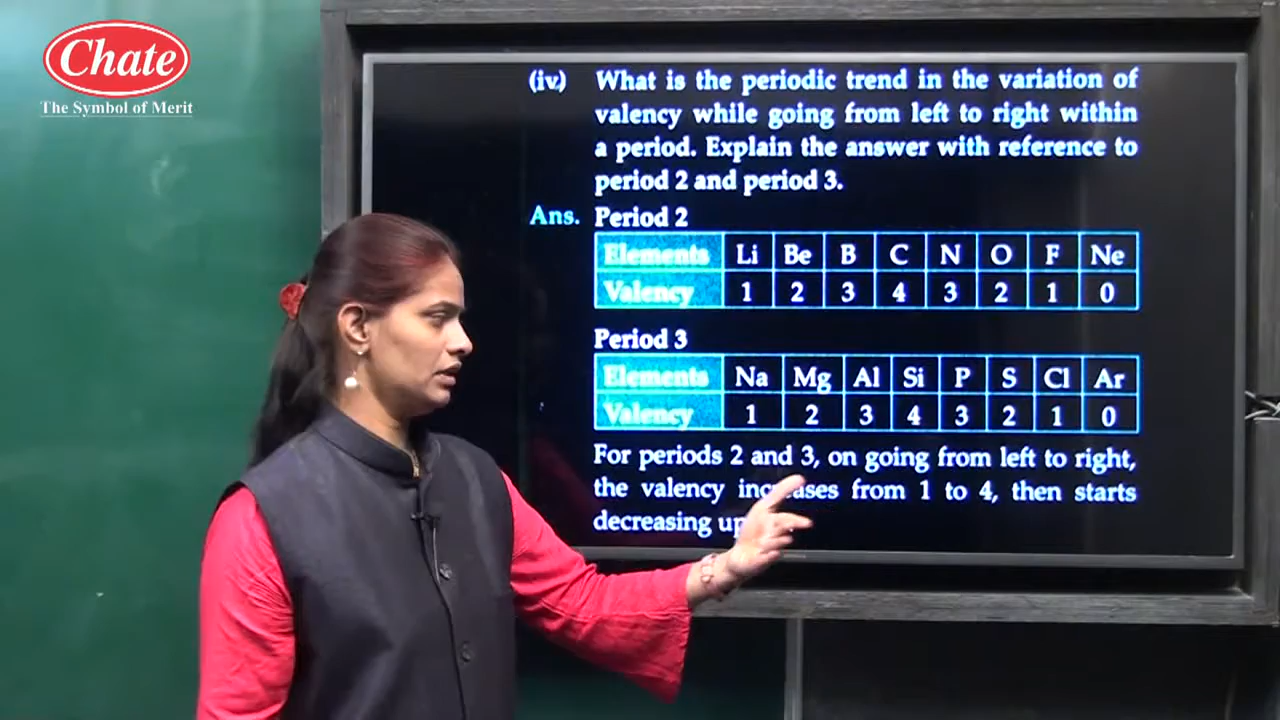 Chate
The Symbol of Merit
(iv) What is the periodic trend in the variation of
valency while going from left to right within
a period. Explain the answer with reference to
period 2 and period 3.
Ans. Period 2
Elements Li Be B C N O F Ne
Valency 1 2 3 4 3 2 1 0
Period 3
Elements Na Mg Al Si P S Cl Ar
Valency 1 2 3 4 3 2 1 0
For periods 2 and 3, on going from left to right,
the valency increases from 1 to 4, then starts
decreasing up